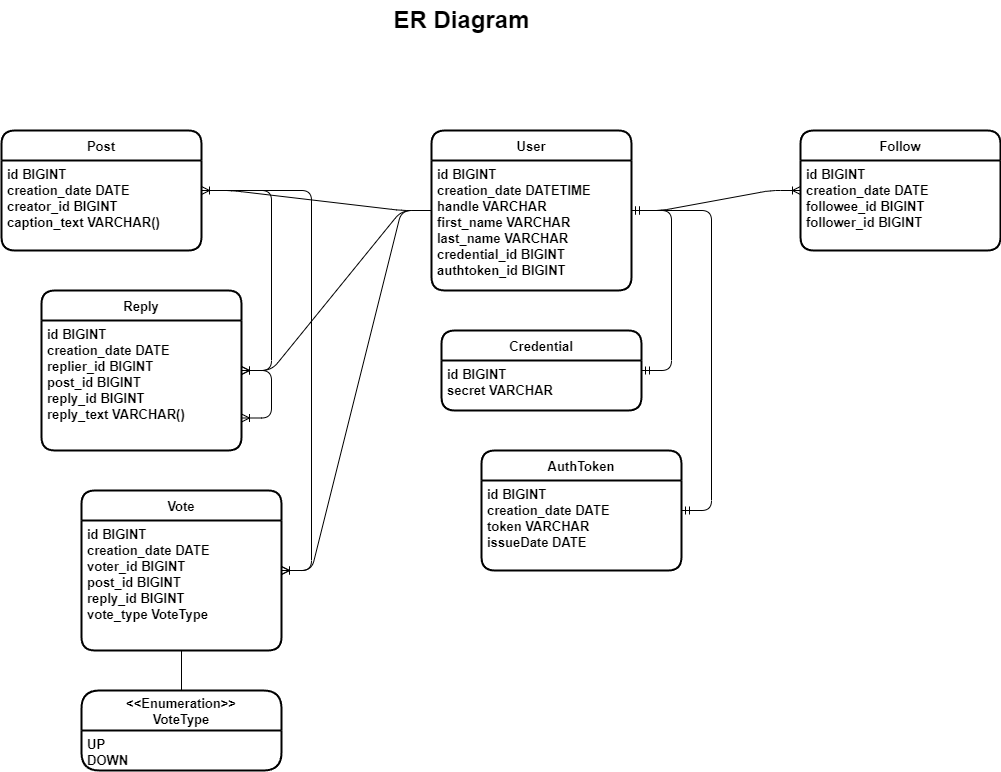 ER Diagram
Post
id BIGINT
creation_date DATE
creator_id BIGINT
caption_text VARCHAR()
User
id BIGINT
creation_date DATETIME
handle VARCHAR
first_name VARCHAR
last_name VARCHAR
credential_id BIGINT
authtoken_id BIGINT
Follow
id BIGINT
creation_date DATE
followee_id BIGINT
follower_id BIGINT
Reply
id BIGINT
creation_date DATE
replier_id BIGINT
post_id BIGINT
reply_id BIGINT
reply_text VARCHAR()
Credential
id BIGINT
secret VARCHAR
AuthToken
id BIGINT
creation_date DATE
token VARCHAR
issueDate DATE
Vote
id BIGINT
creation_date DATE
voter_id BIGINT
post_id BIGINT
reply_id BIGINT
vote_type VoteType
<<Enumeration>>
VoteType
UP
DOWN